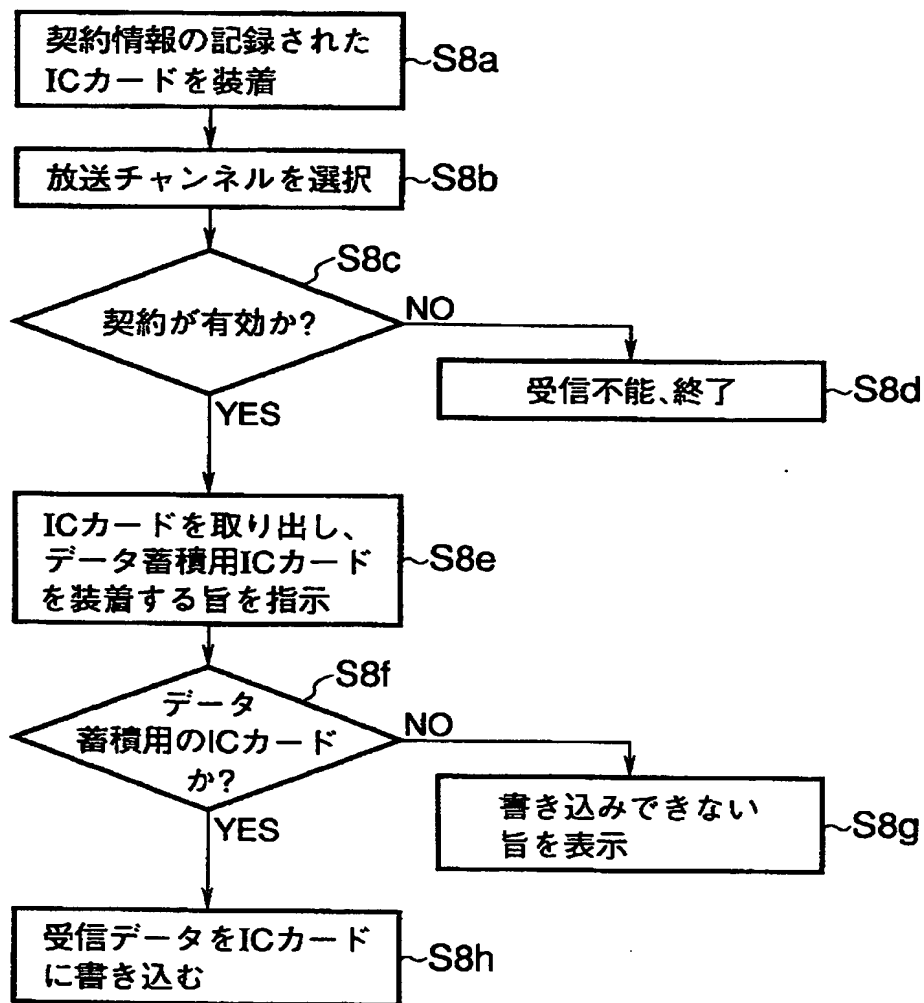 契約情報の記録された
ICカードを装着
S8a
放送チャンネルを選択
S8b
S8c
契約が有効か?
NO
受信不能、終了
S8d
YES
ICカードを取り出し、
データ蓄積用ICカード
を装着する旨を指示
S8e
S8f
データ
蓄積用のICカード
か?
NO
書き込みできない
旨を表示
S8g
YES
受信データをICカード
に書き込む
S8h